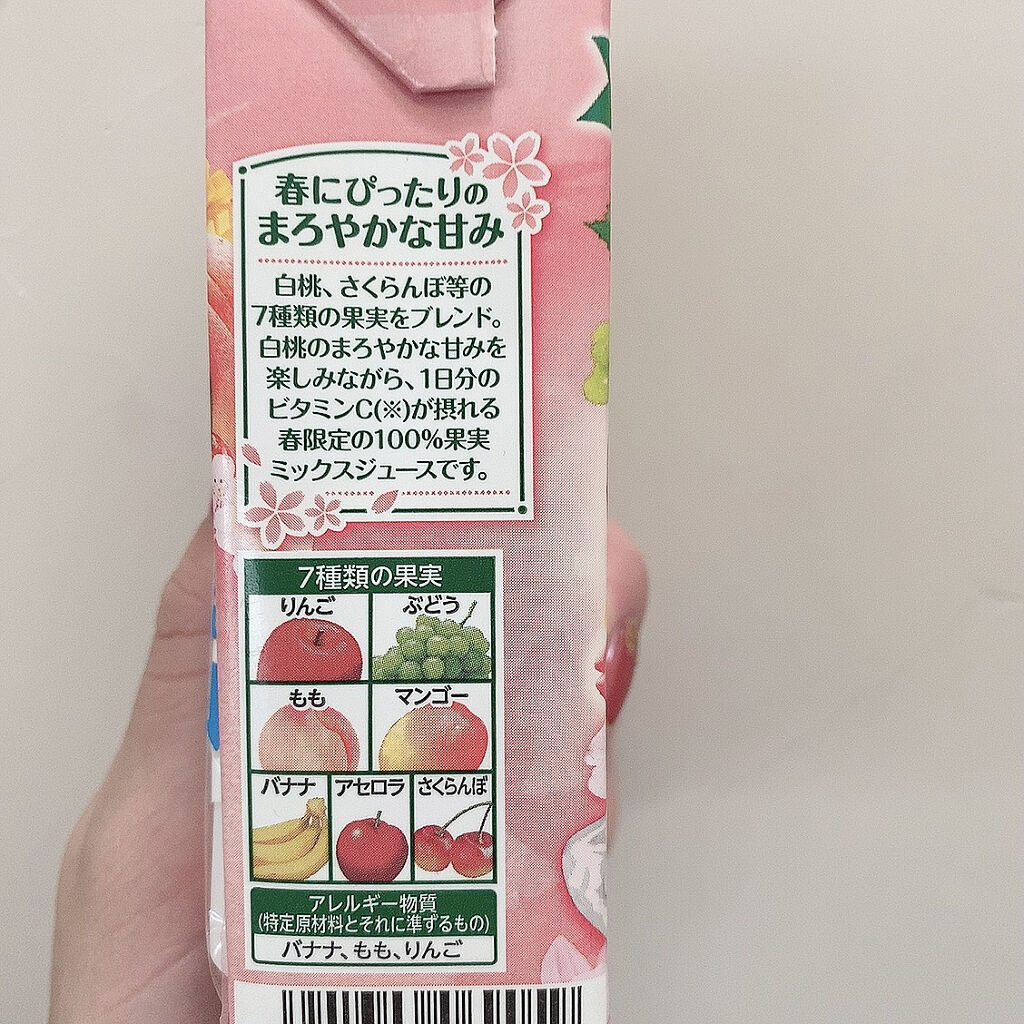 春にぴったりの
まろやかな甘み
白桃、さくらんぼ等の
7種類の果実をブレンド。
白桃のまろやかな甘みを
楽しみながら、1日分の
ビタミンC(※)が摂れる
春限定の100%果実
ミックスジュースです。
7種類の果実
りんご
ぶどう
もも
マンゴー
バナナ
アセロラ
さくらんぼ
アレルギー物質
(特定原材料とそれに準ずるもの)
バナナ、もも、りんご